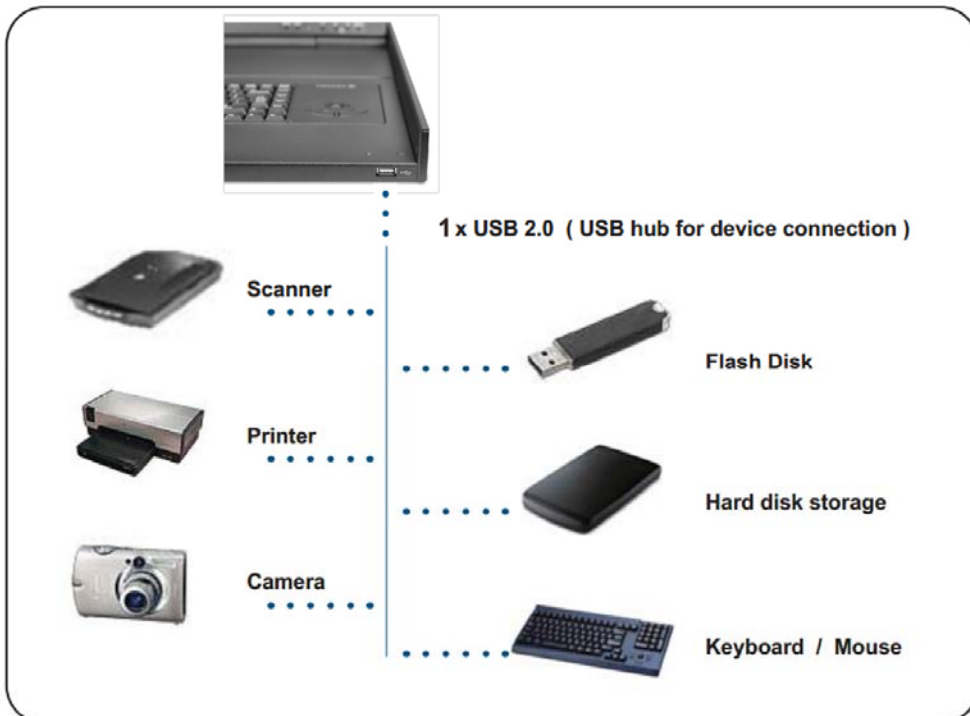 1 x USB 2.0 ( USB hub for device connection )
Scanner
Flash Disk
Printer
Hard disk storage
Camera
Keyboard / Mouse